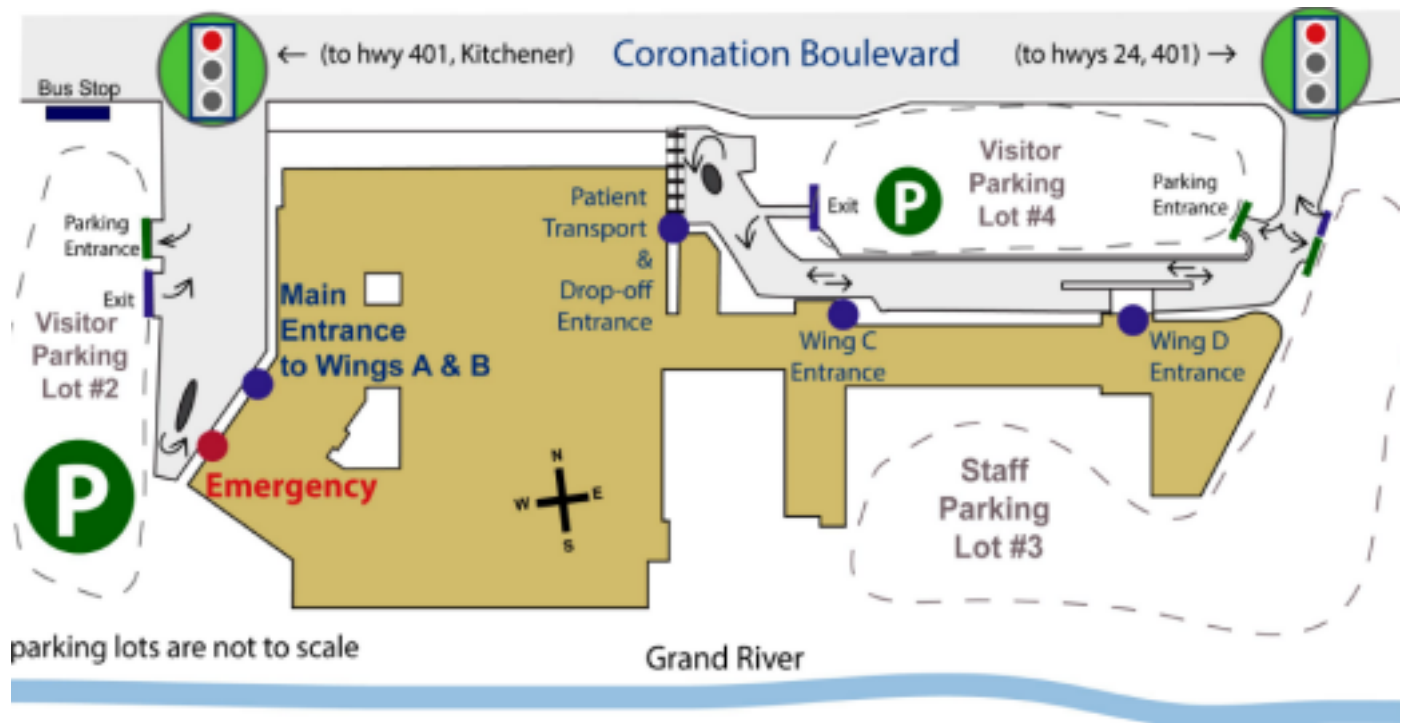 ← (to hwy 401, Kitchener)
Coronation Boulevard
(to hwys 24, 401) →
Bus Stop
Visitor
Parking
Lot #4
P
Parking
Entrance
Exit
Patient
Transport
&
Drop-off
Entrance
Parking
Entrance
Exit
Visitor
Parking
Lot #2
P
Main
Entrance
to Wings A & B
Wing C
Entrance
Wing D
Entrance
Emergency
N
W
E
S
Staff
Parking
Lot #3
parking lots are not to scale
Grand River